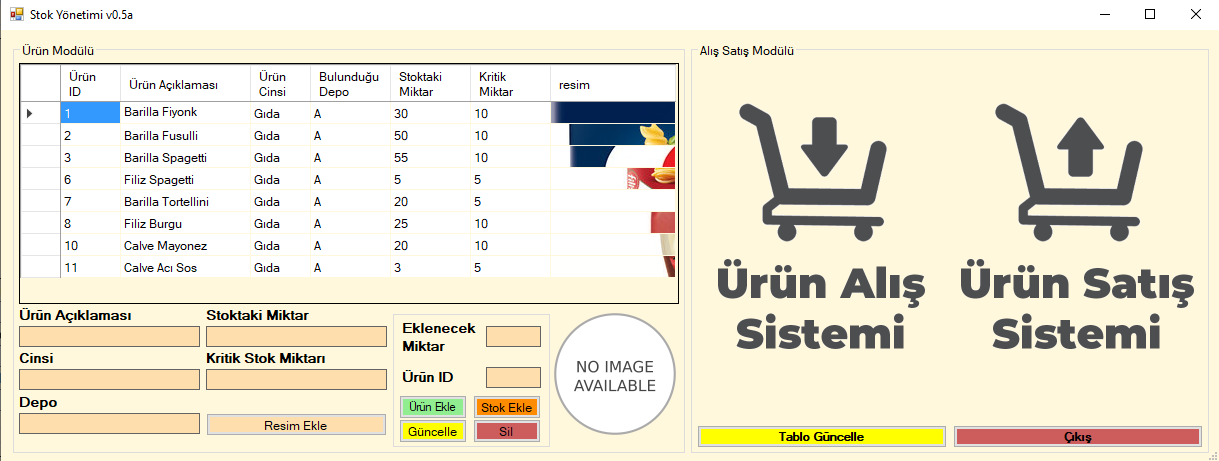 Stok Yönetimi v0.5a
Ürün Modülü
Ürün ID Ürün Açıklaması Ürün Cinsi Bulunduğu Depo Stoktaki Miktar Kritik Miktar resim
1 Barilla Fiyonk Gıda A 30 10
2 Barilla Fusulli Gıda A 50 10
3 Barilla Spagetti Gıda A 55 10
6 Filiz Spagetti Gıda A 5 5
7 Barilla Tortellini Gıda A 20 5
8 Filiz Burgu Gıda A 25 10
10 Calve Mayonez Gıda A 20 10
11 Calve Acı Sos Gıda A 3 5
Ürün Açıklaması
Stoktaki Miktar
Cinsi
Kritik Stok Miktarı
Depo
Resim Ekle
Eklenecek
Miktar
Ürün ID
Ürün Ekle
Stok Ekle
Güncelle
Sil
NO IMAGE
AVAILABLE
Alış Satış Modülü
Ürün Alış
Sistemi
Ürün Satış
Sistemi
Tablo Güncelle
Çıkış